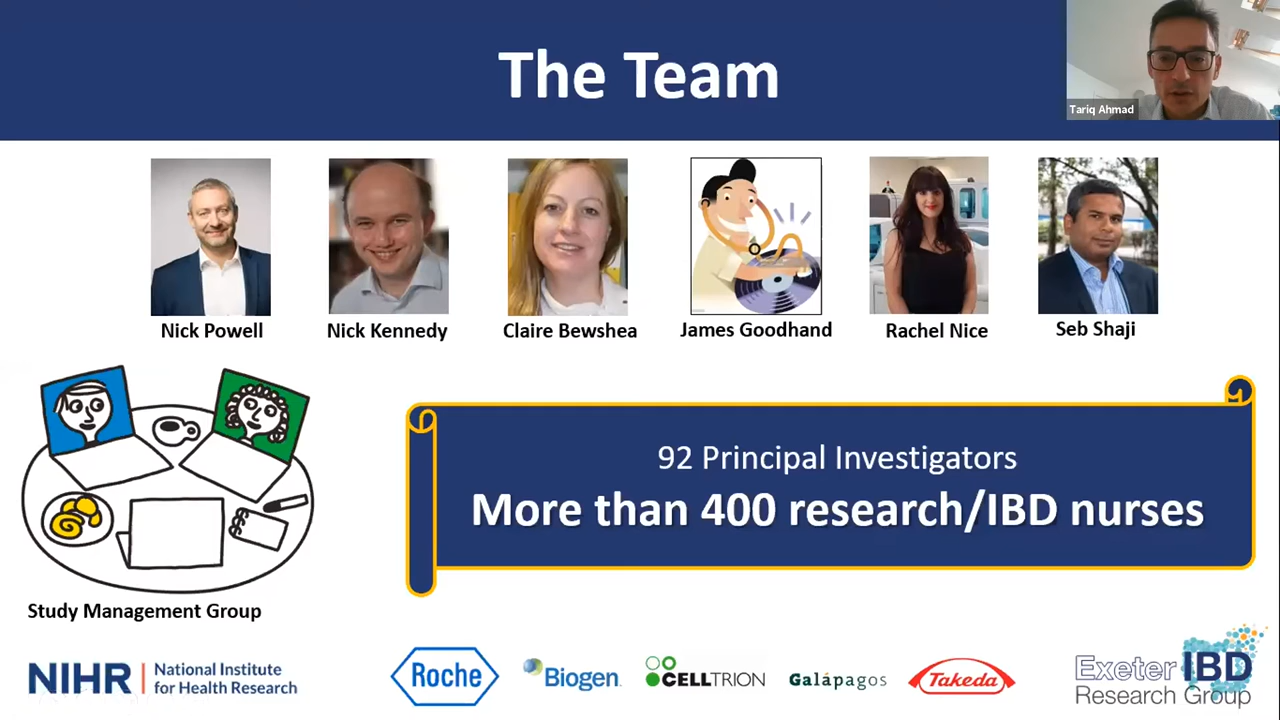 The Team
Tariq Ahmad
Nick Powell
Nick Kennedy
Claire Bewshea
James Goodhand
Rachel Nice
Seb Shaji
92 Principal Investigators
More than 400 research/IBD nurses
Study Management Group
NIHR | National Institute
for Health Research
Roche
Biogen
CELLTRION
Galápagos
Takeda
Exeter IBD
Research Group